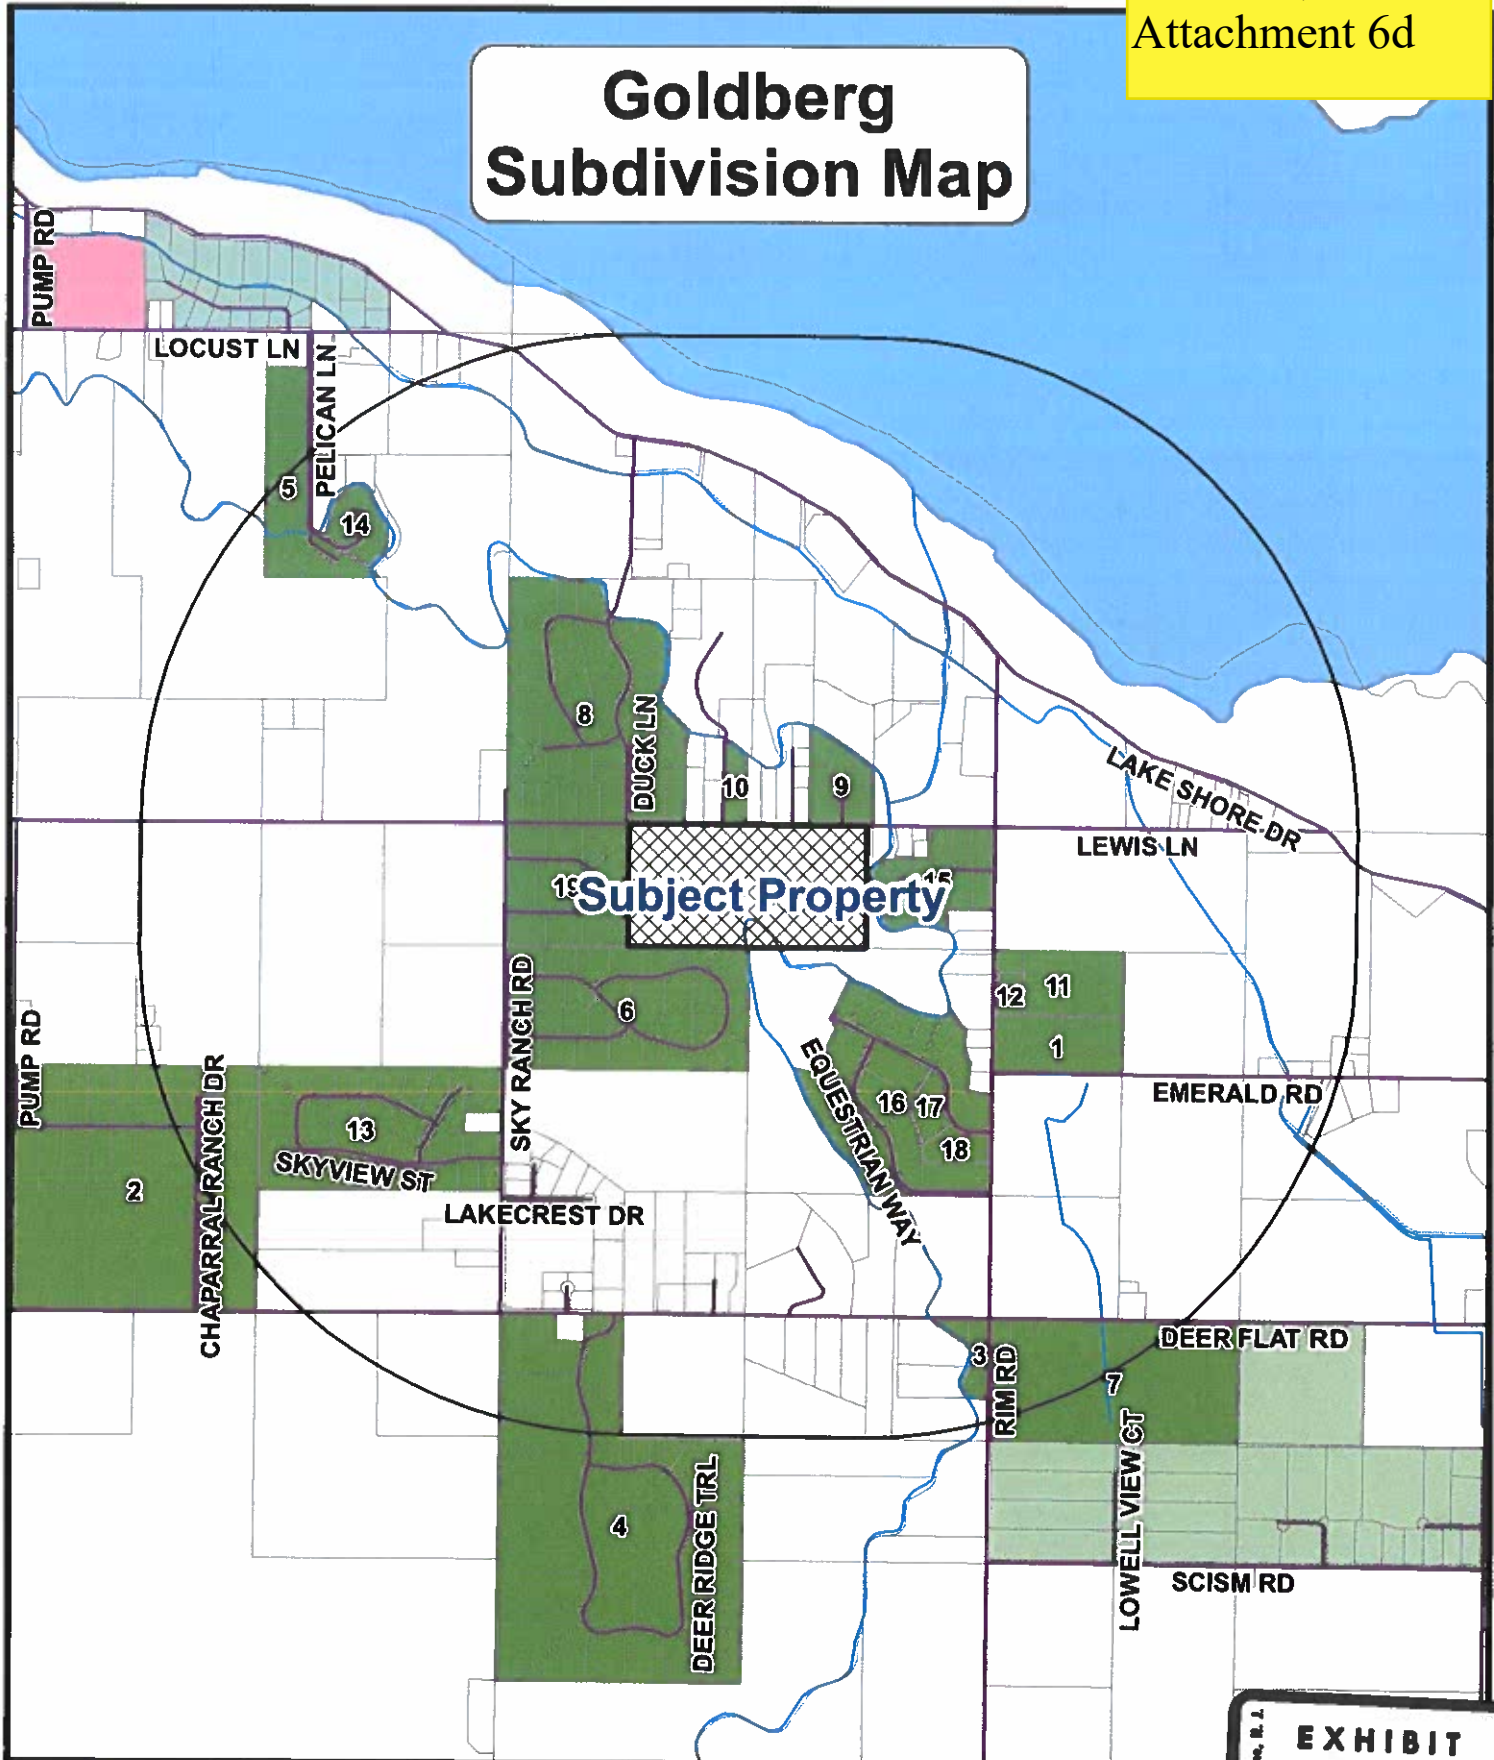 Attachment 6d
Goldberg
Subdivision Map
PUMP RD
LOCUST LN
PELICAN LN
5
14
8
DUCK LN
10
9
LAKE SHORE DR
LEWIS LN
19
Subject Property
15
SKY RANCH RD
6
12
11
1
PUMP RD
CHAPARRAL RANCH DR
EQUESTRIAN WAY
EMERALD RD
13
16
17
18
SKYVIEW ST
2
LAKECREST DR
3
RIM RD
DEER FLAT RD
7
4
DEER RIDGE TRL
LOWELL VIEW CT
SCISM RD
EXHIBIT